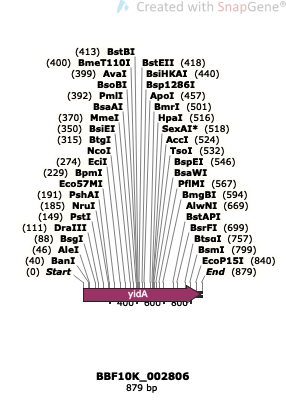 Created with SnapGene®
(413) BstBI
(400) BmeT110I BstEII (418)
(399) AvaI BsiHKAI (440)
BsoBI Bsp1286I
(392) PmlI ApoI (457)
BsaAI BmrI (501)
(370) MmeI HpaI (516)
(350) BsiEI SexAI* (518)
(315) BtgI AccI (524)
NcoI TsoI (532)
(274) EciI BspEI (546)
(229) BpmI BsaWI
Eco57MI PflMI (567)
(191) PshAI BmgBI (594)
(185) NruI AlwNI (669)
(149) PstI BstAPI
(111) DraIII BsrFI (699)
(88) BsgI BtsαI (757)
(46) AleI BsmI (799)
(40) BanI EcoP15I (840)
(0) Start End (879)
yidA
400 600 800
BBF10K_002806
879 bp